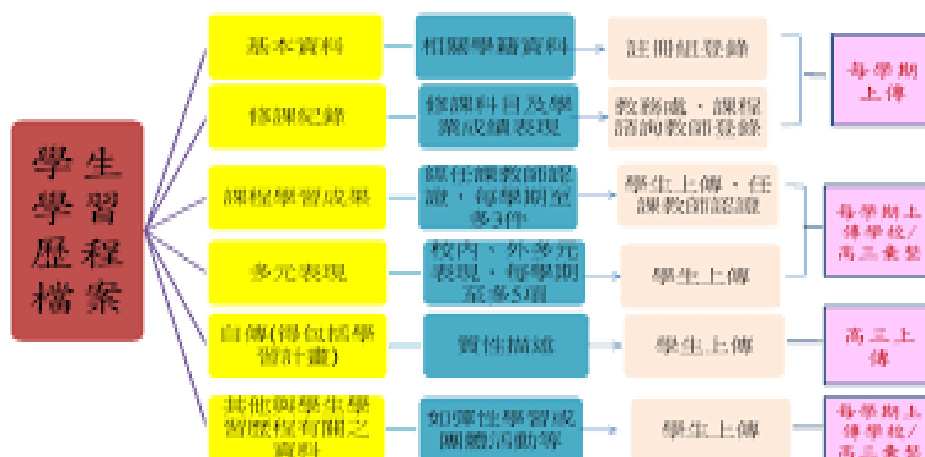 學生
學習
歷程
檔案
基本資料
相關學籍資料
註冊組登錄
每學期
上傳
修課紀錄
修課科目及學
業成績表現
教務處、課程
諮詢教師登錄
課程學習成果
經任課教師認
證，每學期至
多3件
學生上傳、任
課教師認證
每學期上
傳學校/
高三彙整
多元表現
校內、外多元
表現，每學期
至多5項
學生上傳
自傳(得包括學
習計畫)
質性描述
學生上傳
高三上
傳
其他與學生學
習歷程有關之
資料
如彈性學習或
團體活動等
學生上傳
每學期上
傳學校/
高三彙整